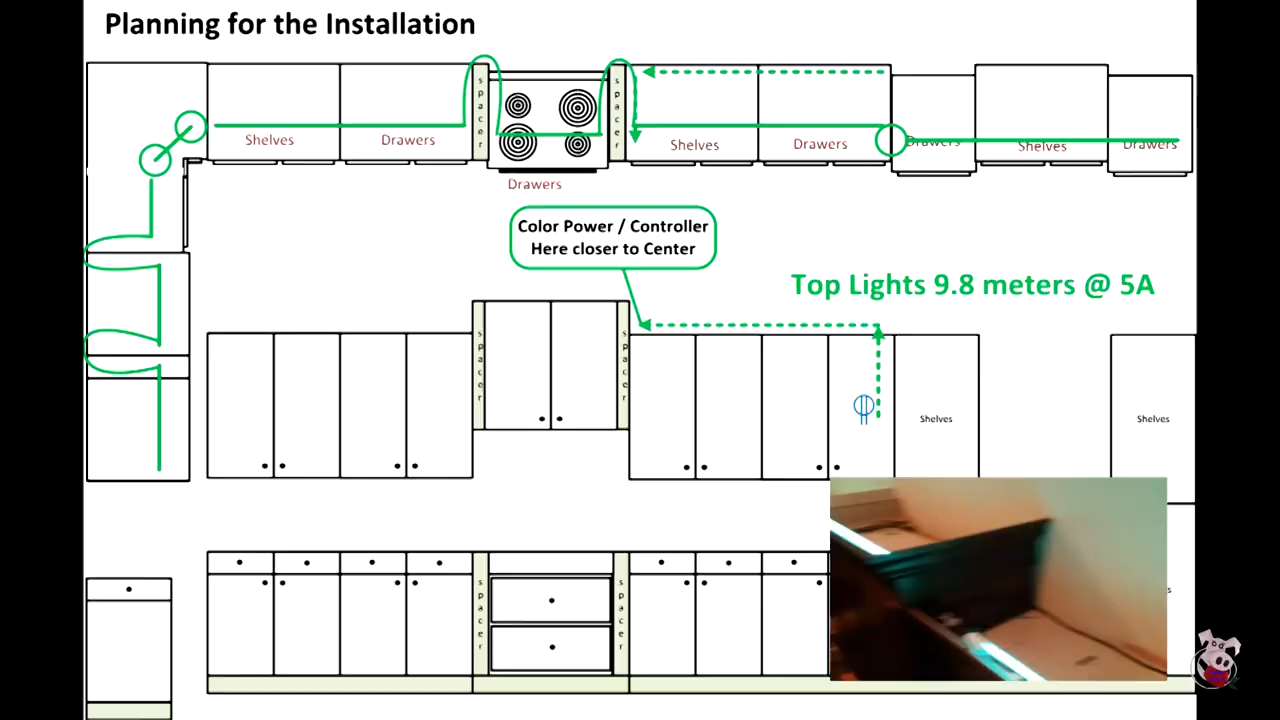 Planning for the Installation
spacer
spacer
Shelves
Drawers
Shelves
Drawers
Drawers
Shelves
Drawers
Drawers
Color Power / Controller
Here closer to Center
Top Lights 9.8 meters @ 5A
spacer
spacer
Shelves
Shelves
spacer
spacer
s